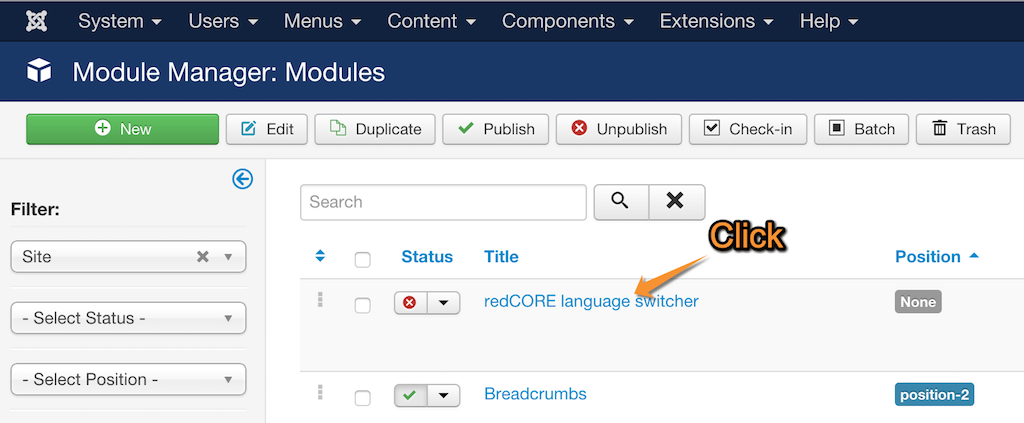 System Users Menus Content Components Extensions Help
Module Manager: Modules
New Edit Duplicate Publish Unpublish Check-in Batch Trash
Filter:
Site
- Select Status -
- Select Position -
Search
Click
Status Title Position
redCORE language switcher None
Breadcrumbs position-2